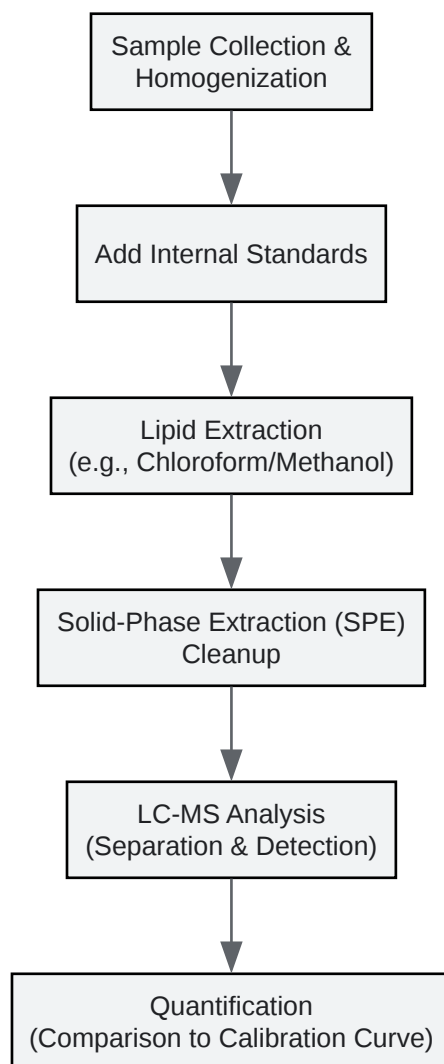 Sample Collection &
Homogenization
Add Internal Standards
Lipid Extraction
(e.g., Chloroform/Methanol)
Solid-Phase Extraction (SPE)
Cleanup
LC-MS Analysis
(Separation & Detection)
Quantification
(Comparison to Calibration Curve)